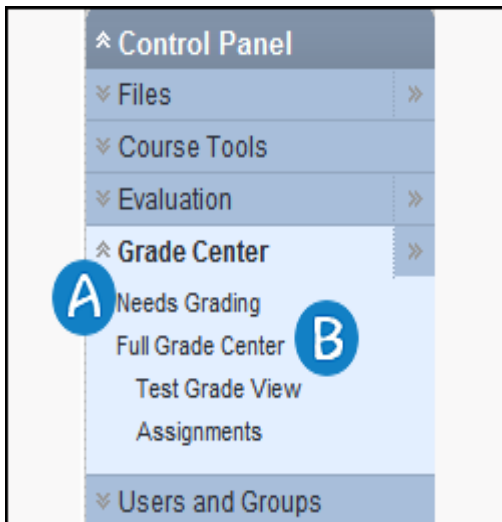 Control Panel
Files
Course Tools
Evaluation
Grade Center
A Needs Grading
Full Grade Center B
Test Grade View
Assignments
Users and Groups